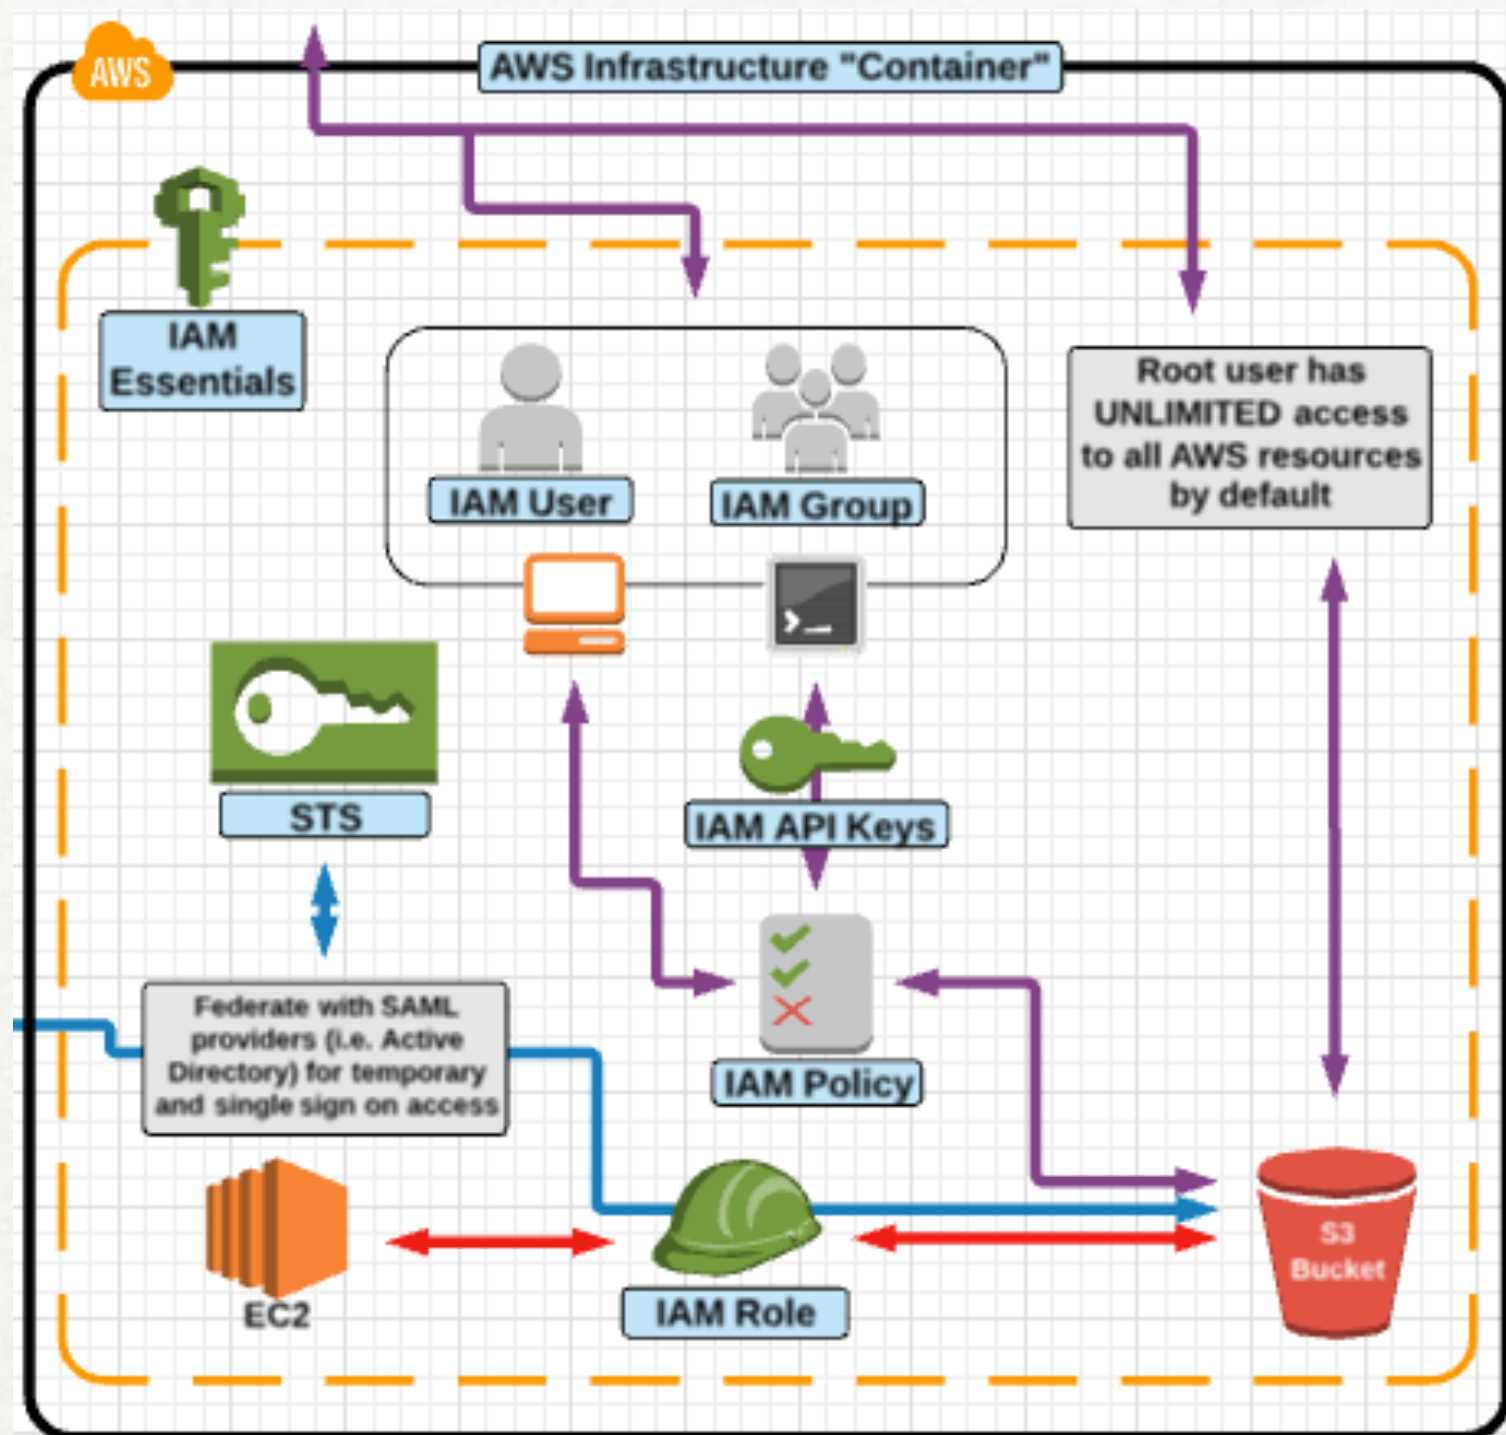 AWS
AWS Infrastructure "Container"
IAM
Essentials
IAM User
IAM Group
Root user has
UNLIMITED access
to all AWS resources
by default
>_
STS
IAM API Keys
Federate with SAML
providers (i.e. Active
Directory) for temporary
and single sign on access
IAM Policy
EC2
IAM Role
S3
Bucket